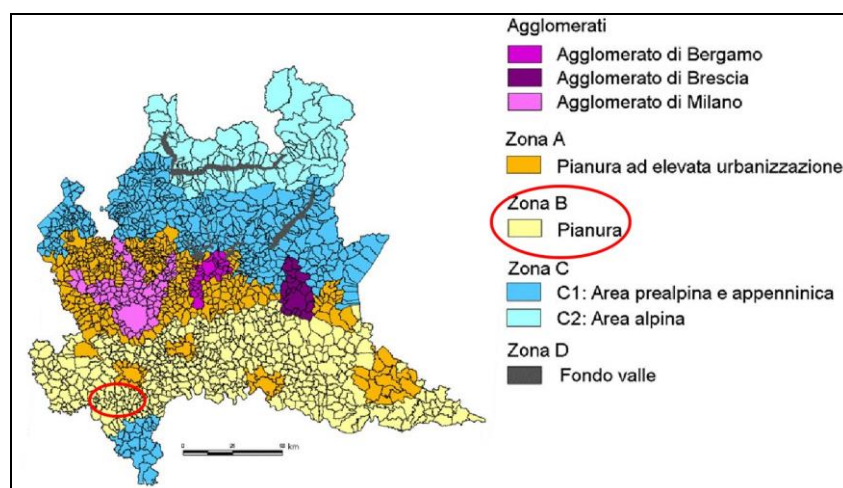 Agglomerati
Agglomerato di Bergamo
Agglomerato di Brescia
Agglomerato di Milano
Zona A
Pianura ad elevata urbanizzazione
Zona B
Pianura
Zona C
C1: Area prealpina e appenninica
C2: Area alpina
Zona D
Fondo valle
km